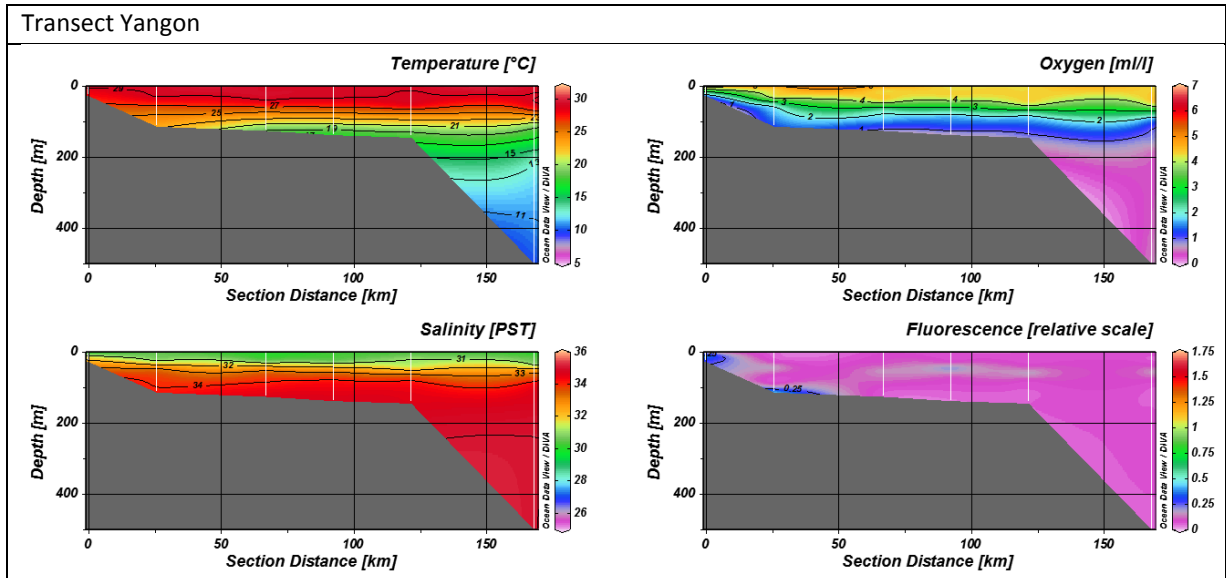 Transect Yangon
Temperature [°C]
0
200
400
Depth [m]
29
27
25
21
19
15
13
11
30
25
20
15
10
5
Ocean Data View / DIVA
0 50 100 150
Section Distance [km]
Oxygen [ml/l]
0
200
400
Depth [m]
1
3
2
4
4
3
2
1
7
6
5
4
3
2
1
0
Ocean Data View / DIVA
0 50 100 150
Section Distance [km]
Salinity [PST]
0
200
400
Depth [m]
31
32
33
34
36
34
32
30
28
26
Ocean Data View / DIVA
0 50 100 150
Section Distance [km]
Fluorescence [relative scale]
0
200
400
Depth [m]
0.25
1.75
1.5
1.25
1
0.75
0.5
0.25
0
Ocean Data View / DIVA
0 50 100 150
Section Distance [km]